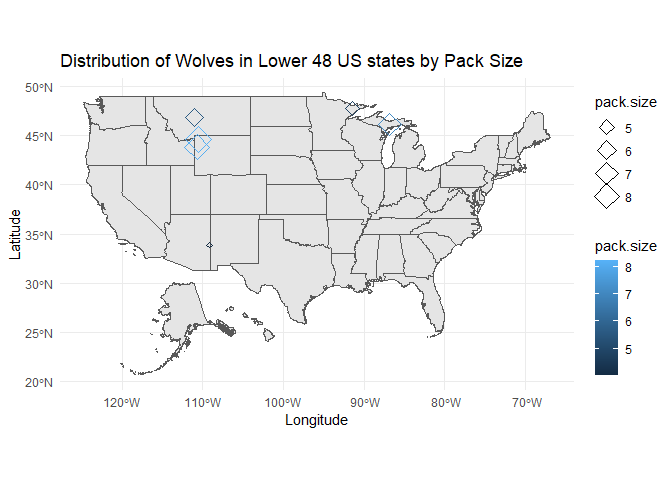 Distribution of Wolves in Lower 48 US states by Pack Size
50°N
45°N
40°N
35°N
30°N
25°N
20°N
Latitude
120°W 110°W 100°W 90°W 80°W 70°W
Longitude
pack.size
5
6
7
8
pack.size
8
7
6
5